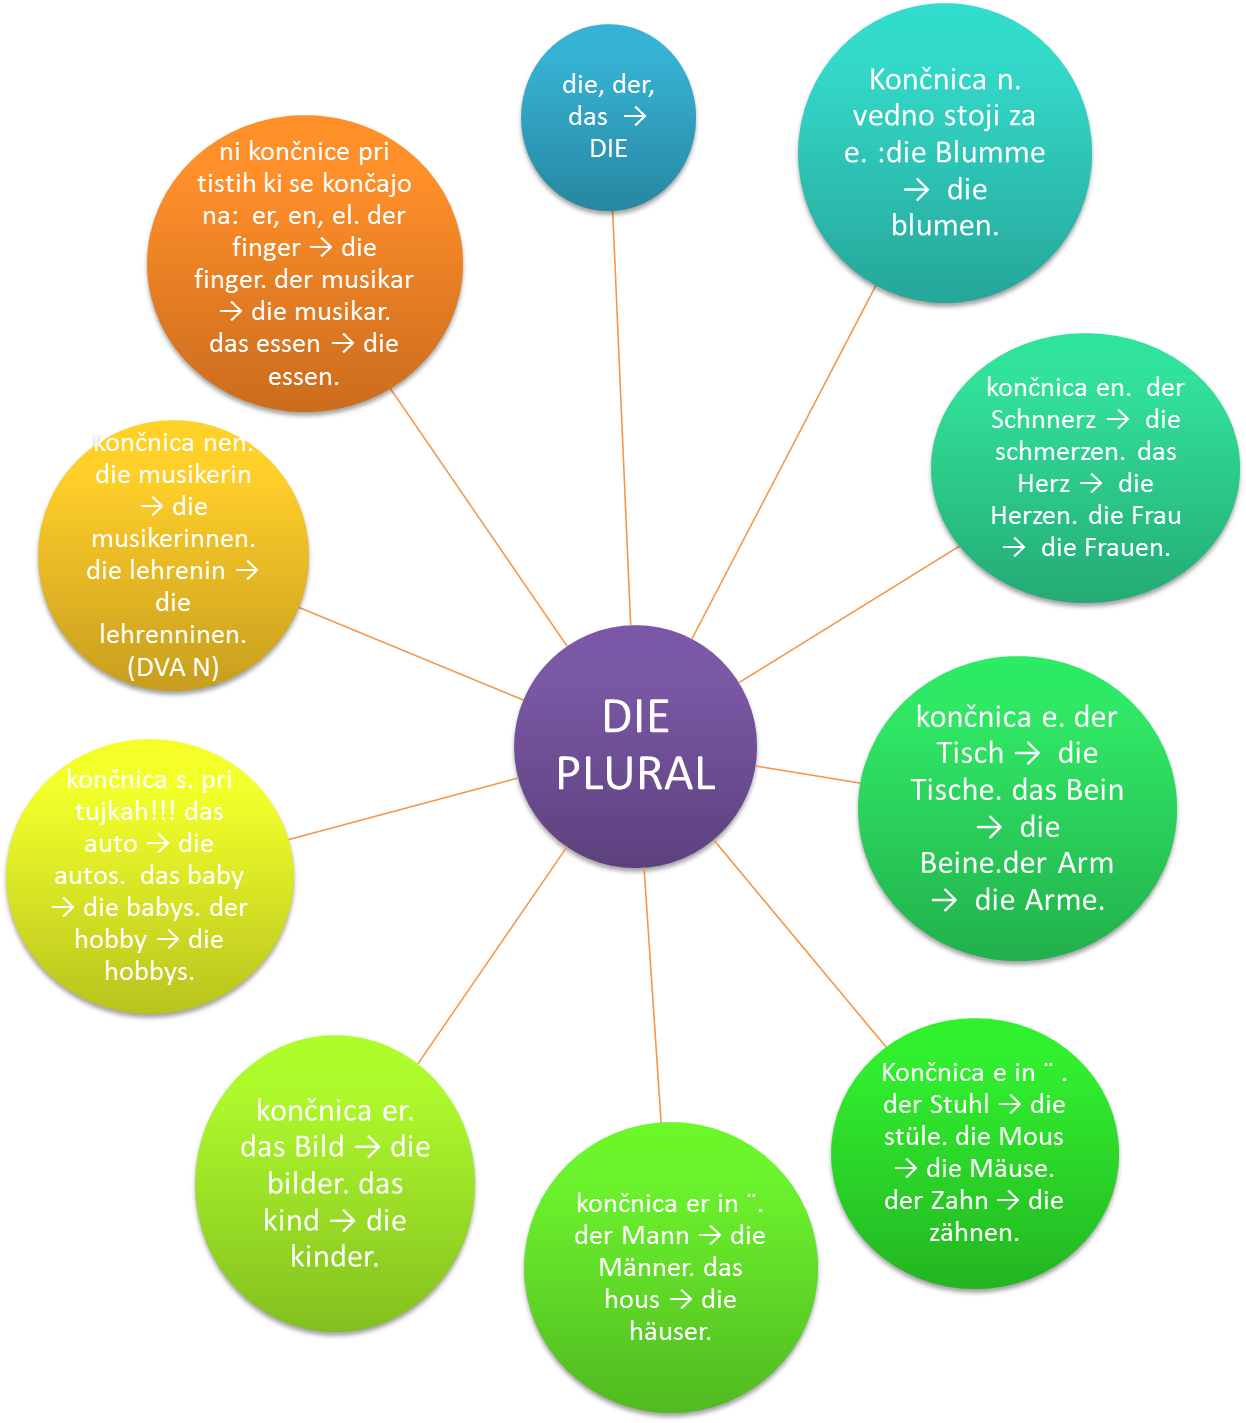 DIE
PLURAL
die, der,
das →
DIE
Končnica n.
vedno stoji za
e. :die Blumme
→ die
blumen.
končnica en. der
Schnnerz → die
schmerzen. das
Herz → die
Herzen. die Frau
→ die Frauen.
končnica e. der
Tisch → die
Tische. das Bein
→ die
Beine.der Arm
→ die Arme.
Končnica e in ¨ .
der Stuhl → die
stüle. die Mous
→ die Mäuse.
der Zahn → die
zähnen.
končnica er in ¨.
der Mann → die
Männer. das
hous → die
häuser.
končnica er.
das Bild → die
bilder. das
kind → die
kinder.
končnica s. pri
tujkah!!! das
auto → die
autos. das baby
→ die babys. der
hobby → die
hobbys.
končnica nen.
die musikerin
→ die
musikerinnen.
die lehrenin →
die
lehrenninen.
(DVA N)
ni končnice pri
tistih ki se končajo
na: er, en, el. der
finger → die
finger. der musikar
→ die musikar.
das essen → die
essen.